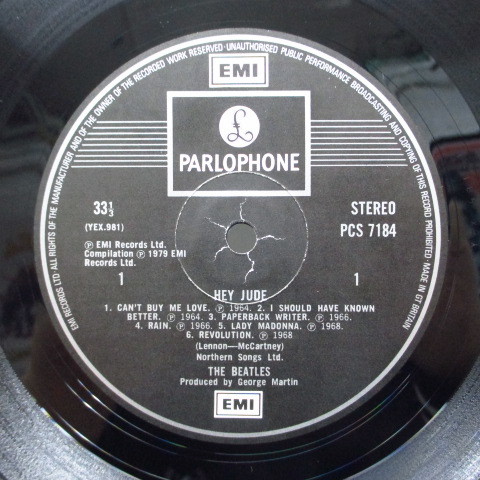 EMI RECORDS LTD·ALL RIGHTS OF THE MANUFACTURER AND OF THE OWNER OF THE RECORDED WORK RESERVED·UNAUTHORISED PUBLIC PERFORMANCE BROADCASTING AND COPYING OF THIS RECORD PROHIBITED·MADE IN GT BRITAIN
EMI
£
PARLOPHONE
33⅓
STEREO
(YEX.981)
PCS 7184
Ⓟ EMI Records Ltd.
Compilation Ⓟ 1979 EMI
Records Ltd.
1
1
HEY JUDE
1. CAN'T BUY ME LOVE. Ⓟ 1964. 2. I SHOULD HAVE KNOWN
BETTER. Ⓟ 1964. 3. PAPERBACK WRITER. Ⓟ 1966.
4. RAIN. Ⓟ 1966. 5. LADY MADONNA. Ⓟ 1968.
6. REVOLUTION. Ⓟ 1968
(Lennon—McCartney)
Northern Songs Ltd.
THE BEATLES
Produced by George Martin
EMI